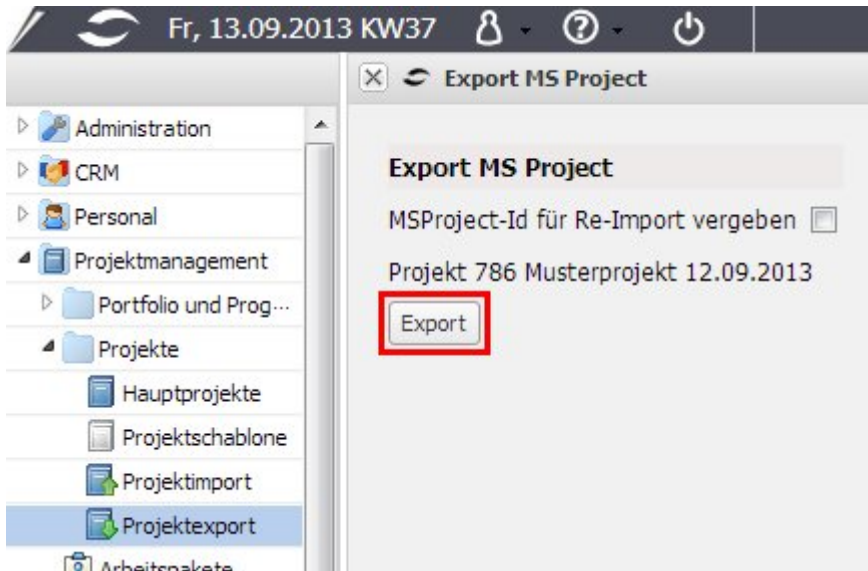 Fr, 13.09.2013 KW37
Export MS Project
Administration
CRM
Personal
Projektmanagement
Portfolio und Prog...
Projekte
Hauptprojekte
Projektschablone
Projektimport
Projektexport
Arbeitspakete
Export MS Project
MSProject-Id für Re-Import vergeben
Projekt 786 Musterprojekt 12.09.2013
Export